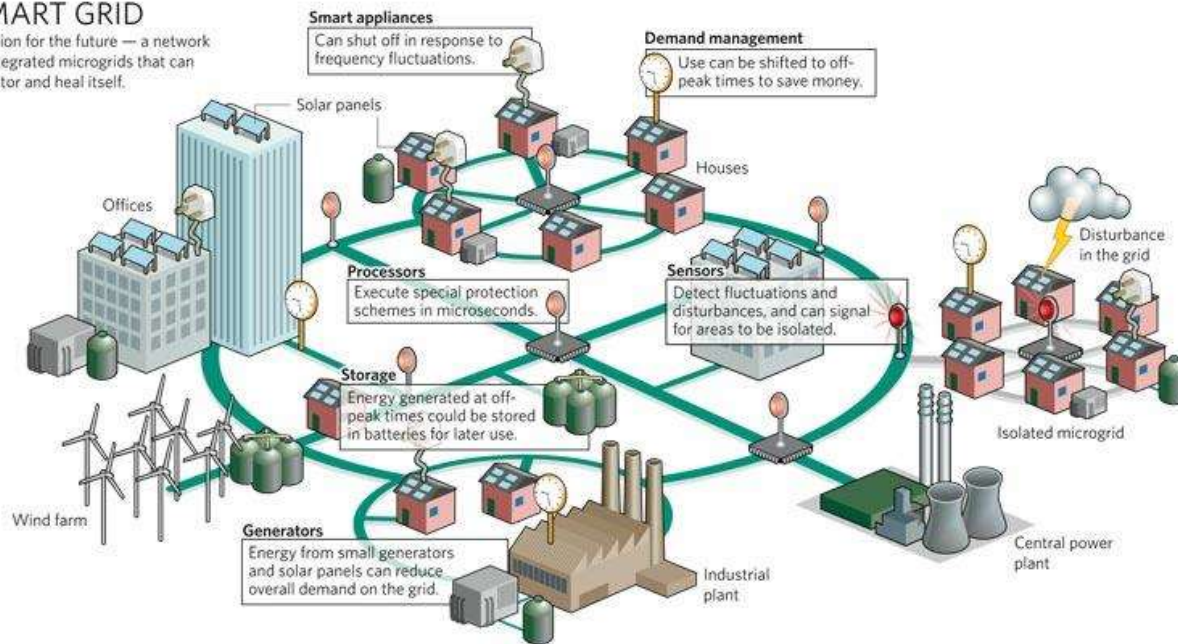 MART GRID
ion for the future — a network
egrated microgrids that can
tor and heal itself.
Smart appliances
Can shut off in response to
frequency fluctuations.
Demand management
Use can be shifted to off-
peak times to save money.
Solar panels
Houses
Offices
Disturbance
in the grid
Processors
Execute special protection
schemes in microseconds.
Sensors
Detect fluctuations and
disturbances, and can signal
for areas to be isolated.
Storage
Energy generated at off-
peak times could be stored
in batteries for later use.
Isolated microgrid
Wind farm
Generators
Energy from small generators
and solar panels can reduce
overall demand on the grid.
Industrial
plant
Central power
plant